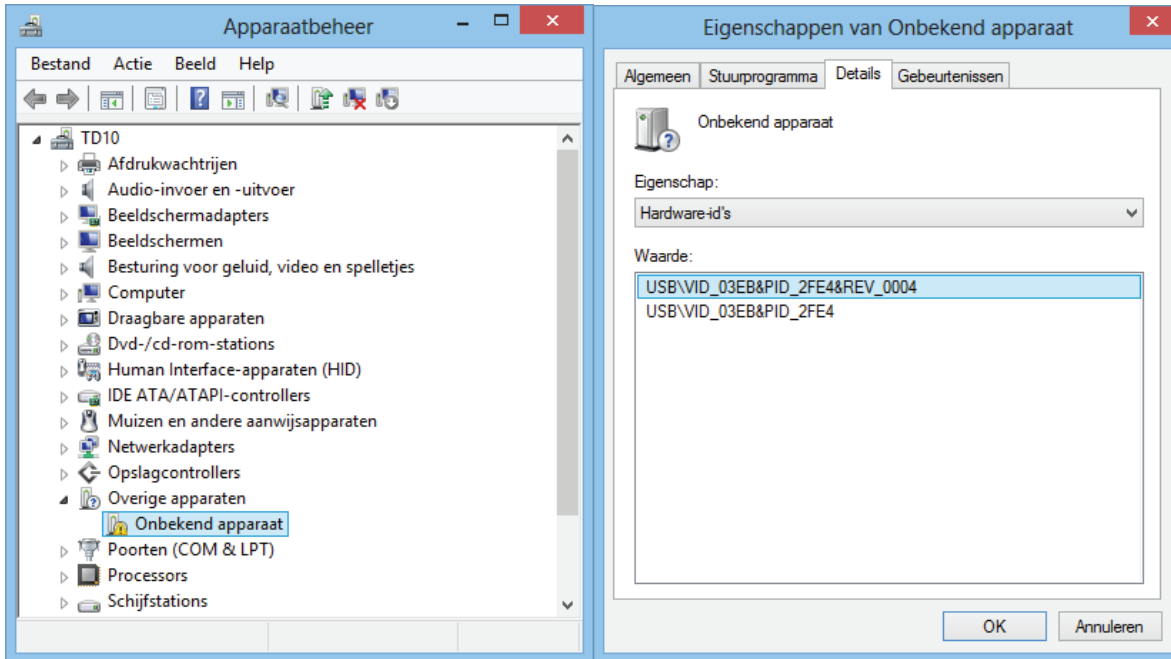 Apparaatbeheer
Bestand Actie Beeld Help
TD10
Afdrukwachtrijen
Audio-invoer en -uitvoer
Beeldschermadapters
Beeldschermen
Besturing voor geluid, video en spelletjes
Computer
Draagbare apparaten
Dvd-/cd-rom-stations
Human Interface-apparaten (HID)
IDE ATA/ATAPI-controllers
Muizen en andere aanwijsapparaten
Netwerkadapters
Opslagcontrollers
Overige apparaten
Onbekend apparaat
Poorten (COM & LPT)
Processors
Schijfstations
Eigenschappen van Onbekend apparaat
Algemeen Stuurprogramma Details Gebeurtenissen
Onbekend apparaat
Eigenschap:
Hardware-id's
Waarde:
USB\VID_03EB&PID_2FE4&REV_0004
USB\VID_03EB&PID_2FE4
OK Annuleren